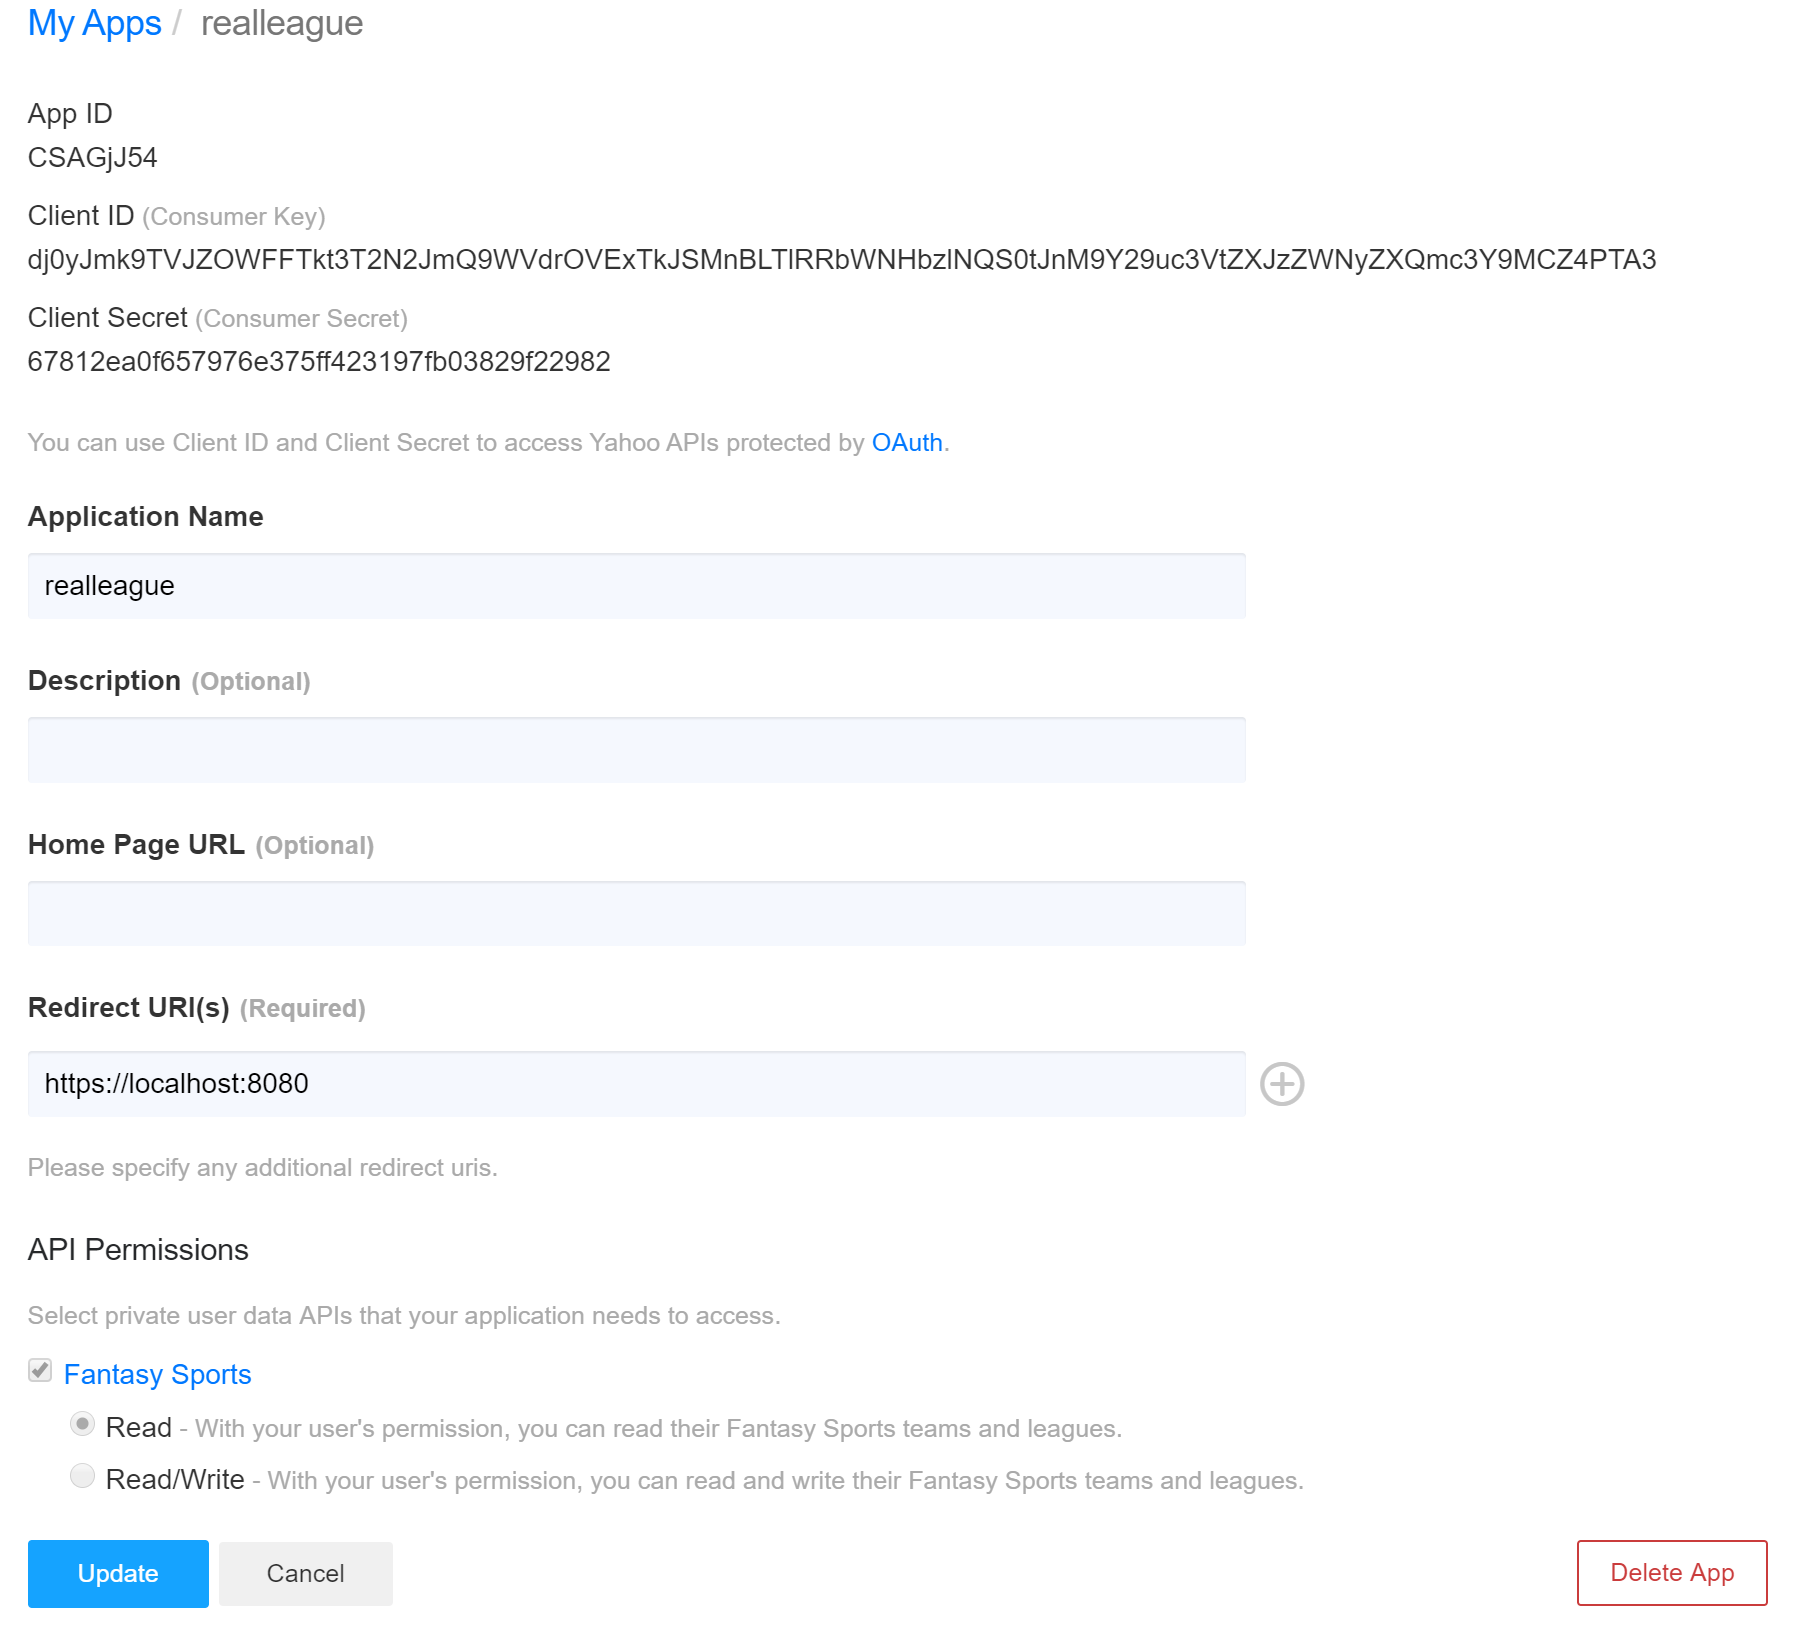 My Apps / realleague
App ID
CSAGjJ54
Client ID (Consumer Key)
dj0yJmk9TVJZOWFFTkt3T2N2JmQ9WVdrOVExTkJSMnBLTlRRbWNHbzlNQS0tJnM9Y29uc3VtZXJzZWNyZXQmc3Y9MCZ4PTA3
Client Secret (Consumer Secret)
67812ea0f657976e375ff423197fb03829f22982
You can use Client ID and Client Secret to access Yahoo APIs protected by OAuth.
Application Name
realleague
Description (Optional)
Home Page URL (Optional)
Redirect URI(s) (Required)
https://localhost:8080
Please specify any additional redirect uris.
API Permissions
Select private user data APIs that your application needs to access.
Fantasy Sports
Read - With your user's permission, you can read their Fantasy Sports teams and leagues.
Read/Write - With your user's permission, you can read and write their Fantasy Sports teams and leagues.
Update Cancel Delete App